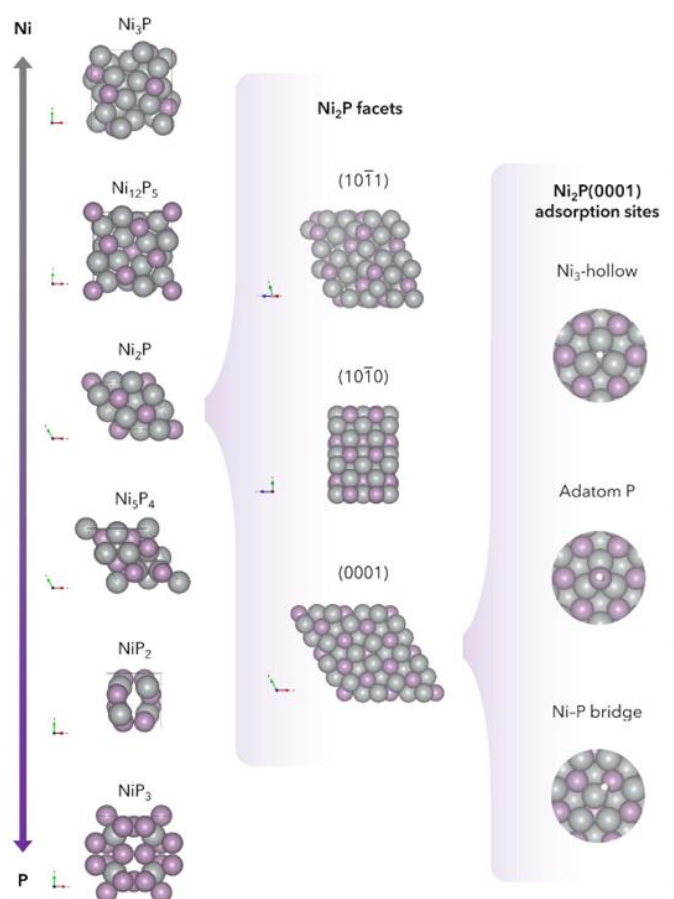 Ni
Ni₃P
Ni₁₂P₅
Ni₂P
Ni₅P₄
NiP₂
NiP₃
P
Ni₂P facets
(101̅1)
(101̅0)
(0001)
Ni₂P(0001)
adsorption sites
Ni₃-hollow
Adatom P
Ni–P bridge